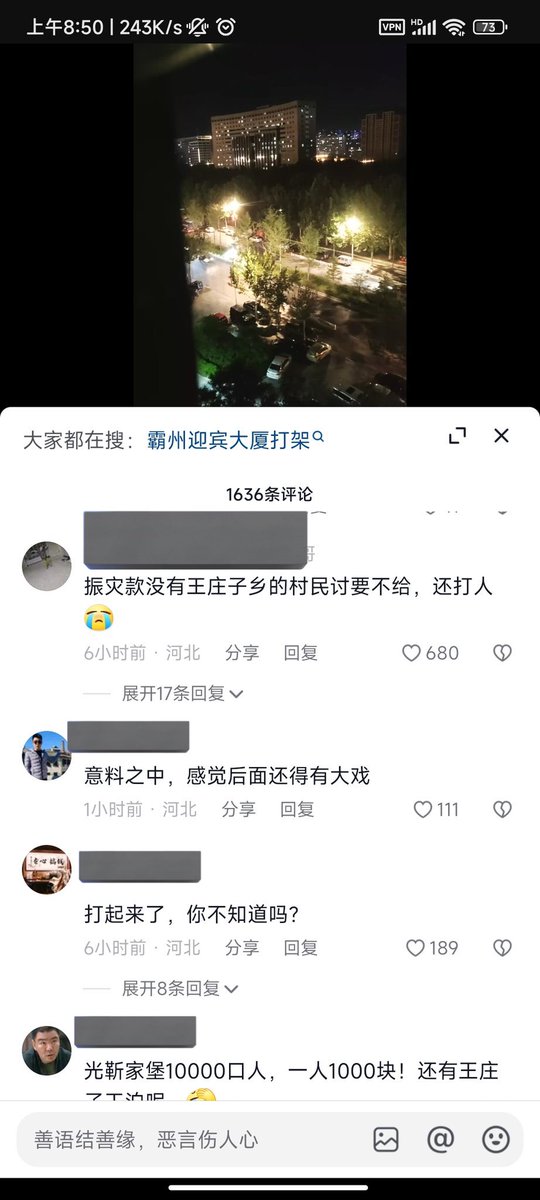 上午8:50 | 243K/s
VPN HD 73
大家都在搜：霸州迎宾大厦打架
1636条评论
振灾款没有王庄子乡的村民讨要不给，还打人
😭
6小时前 · 河北 分享 回复 680
展开17条回复
意料之中，感觉后面还得有大戏
1小时前 · 河北 分享 回复 111
打起来了，你不知道吗？
6小时前 · 河北 分享 回复 189
展开8条回复
光靳家堡10000口人，一人1000块！还有王庄
善语结善缘，恶言伤人心